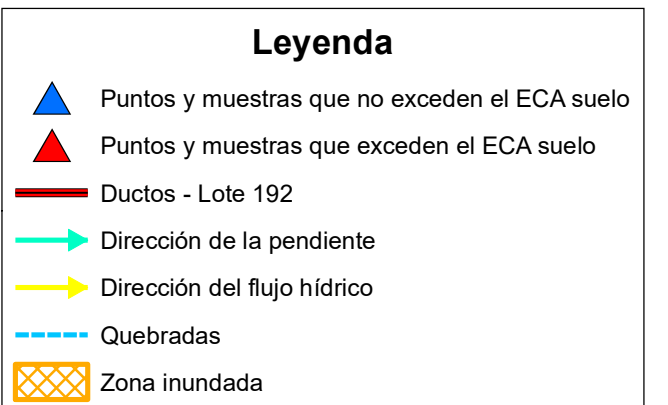 Leyenda
Puntos y muestras que no exceden el ECA suelo
Puntos y muestras que exceden el ECA suelo
Ductos - Lote 192
Dirección de la pendiente
Dirección del flujo hídrico
Quebradas
Zona inundada